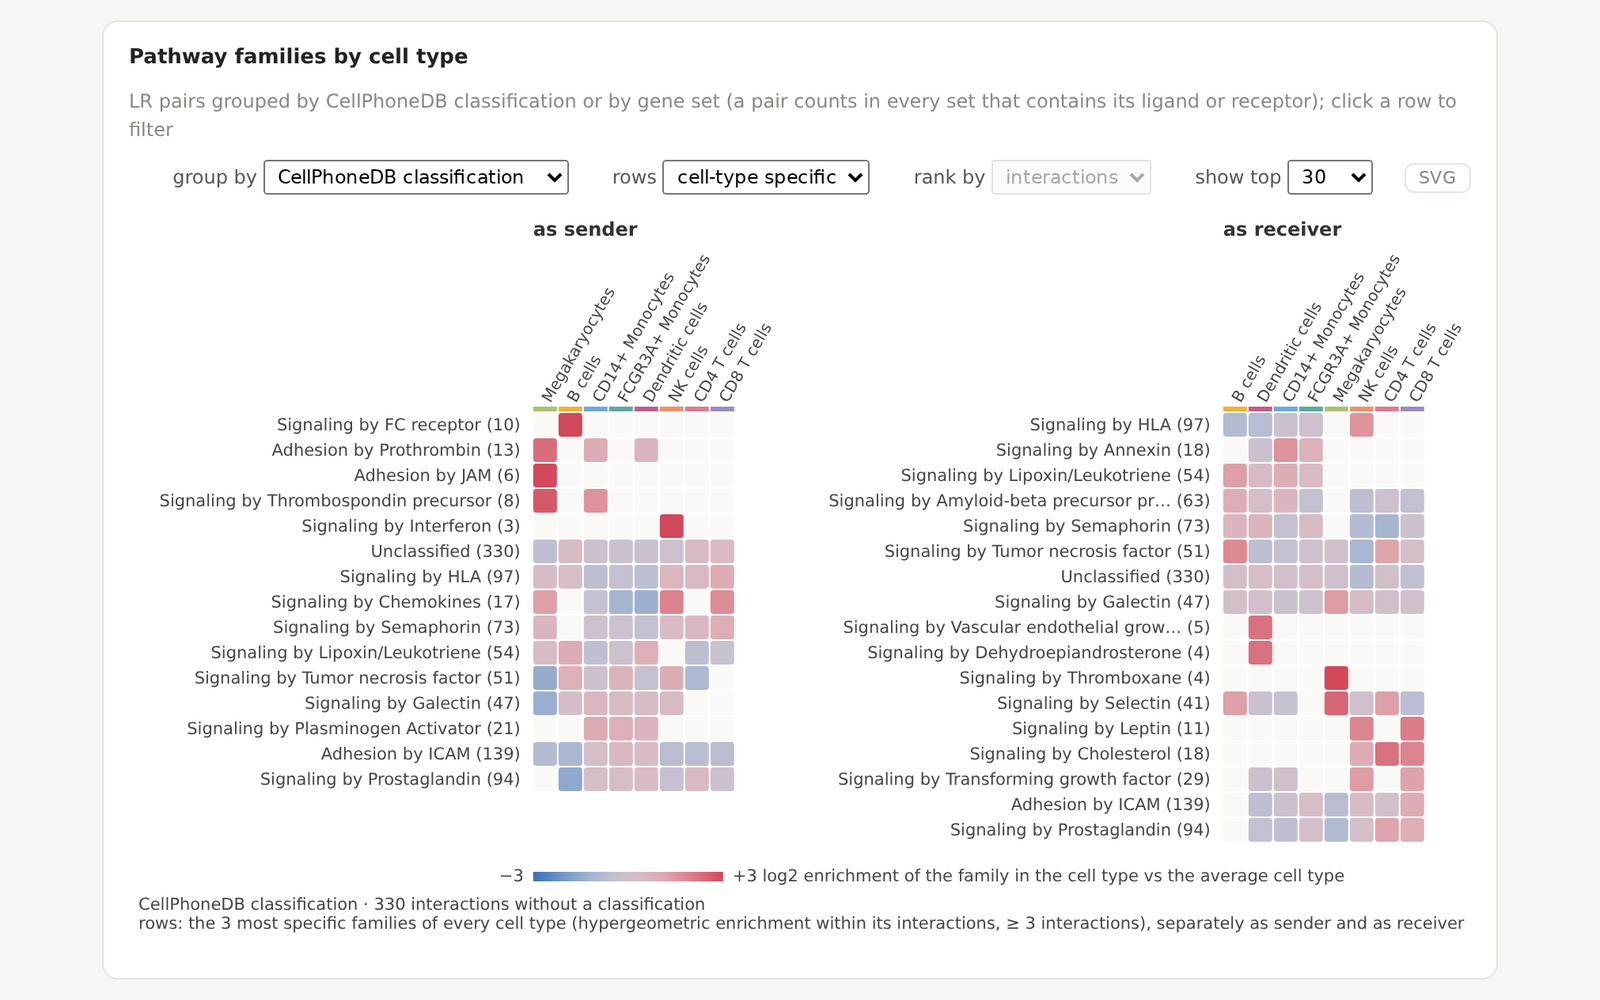 Pathway families by cell type
LR pairs grouped by CellPhoneDB classification or by gene set (a pair counts in every set that contains its ligand or receptor); click a row to
filter
group by CellPhoneDB classification rows cell-type specific rank by interactions show top 30 SVG
as sender
Megakaryocytes
B cells
CD14+ Monocytes
FCGR3A+ Monocytes
Dendritic cells
NK cells
CD4 T cells
CD8 T cells
Signaling by FC receptor (10)
Adhesion by Prothrombin (13)
Adhesion by JAM (6)
Signaling by Thrombospondin precursor (8)
Signaling by Interferon (3)
Unclassified (330)
Signaling by HLA (97)
Signaling by Chemokines (17)
Signaling by Semaphorin (73)
Signaling by Lipoxin/Leukotriene (54)
Signaling by Tumor necrosis factor (51)
Signaling by Galectin (47)
Signaling by Plasminogen Activator (21)
Adhesion by ICAM (139)
Signaling by Prostaglandin (94)
as receiver
B cells
Dendritic cells
CD14+ Monocytes
FCGR3A+ Monocytes
Megakaryocytes
NK cells
CD4 T cells
CD8 T cells
Signaling by HLA (97)
Signaling by Annexin (18)
Signaling by Lipoxin/Leukotriene (54)
Signaling by Amyloid-beta precursor pr… (63)
Signaling by Semaphorin (73)
Signaling by Tumor necrosis factor (51)
Unclassified (330)
Signaling by Galectin (47)
Signaling by Vascular endothelial grow… (5)
Signaling by Dehydroepiandrosterone (4)
Signaling by Thromboxane (4)
Signaling by Selectin (41)
Signaling by Leptin (11)
Signaling by Cholesterol (18)
Signaling by Transforming growth factor (29)
Adhesion by ICAM (139)
Signaling by Prostaglandin (94)
−3 +3 log2 enrichment of the family in the cell type vs the average cell type
CellPhoneDB classification · 330 interactions without a classification
rows: the 3 most specific families of every cell type (hypergeometric enrichment within its interactions, ≥ 3 interactions), separately as sender and as receiver